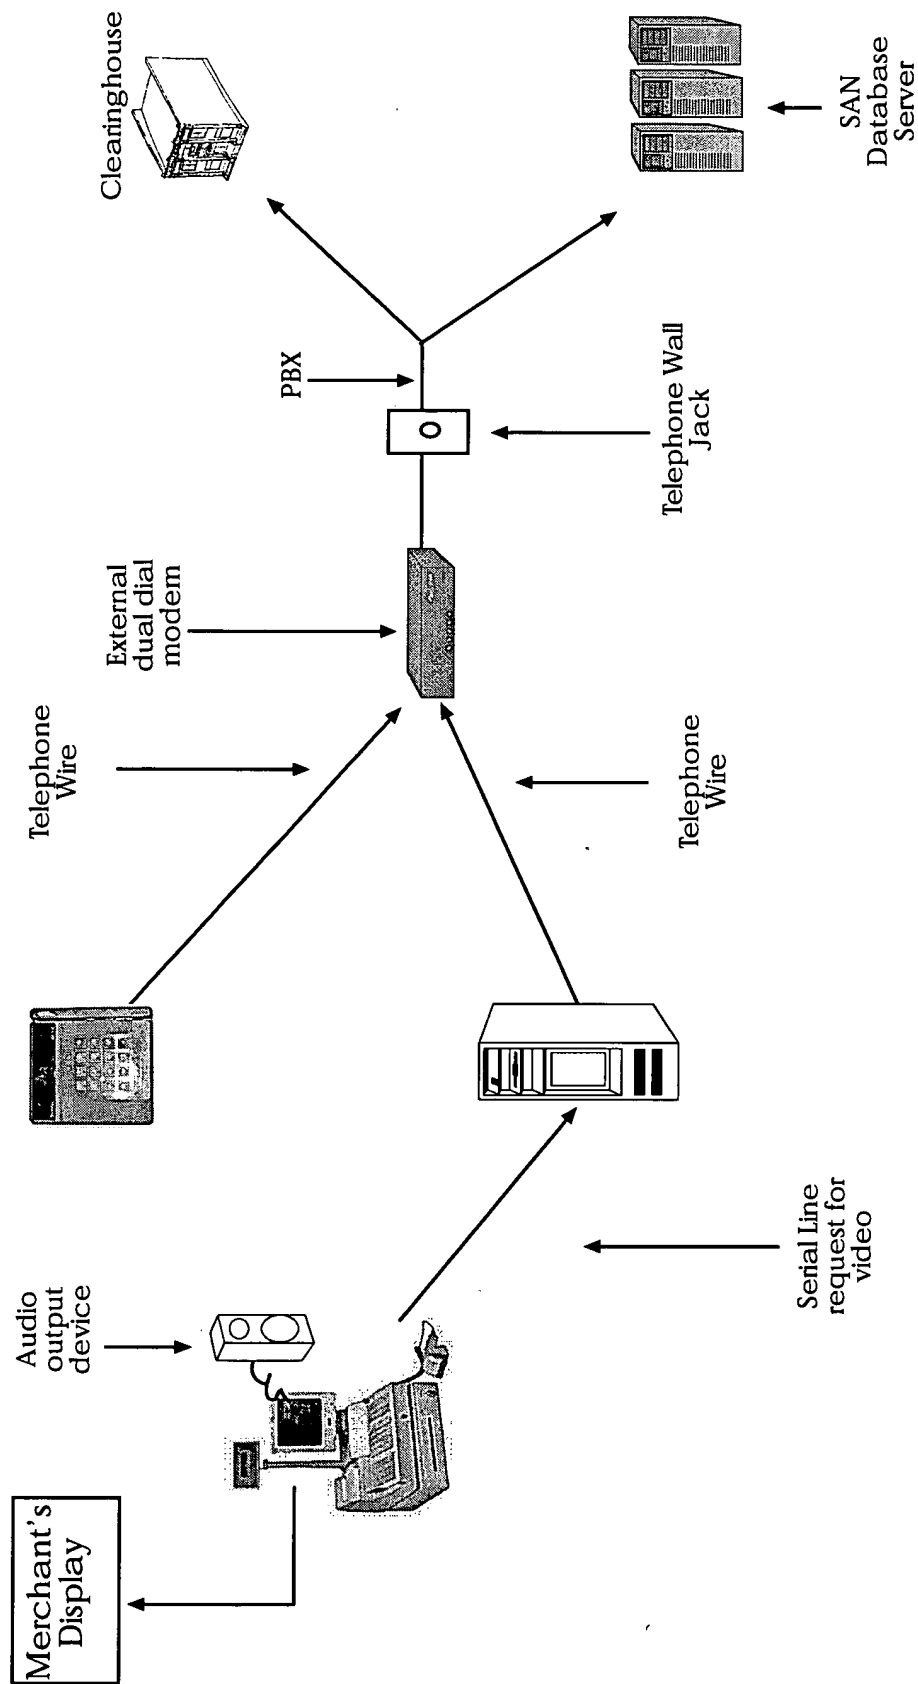 Merchant's
Display
Audio
output
device
Serial Line
request for
video
Telephone
Wire
Telephone
Wire
External
dual dial
modem
PBX
Telephone Wall
Jack
Clearinghouse
SAN
Database
Server